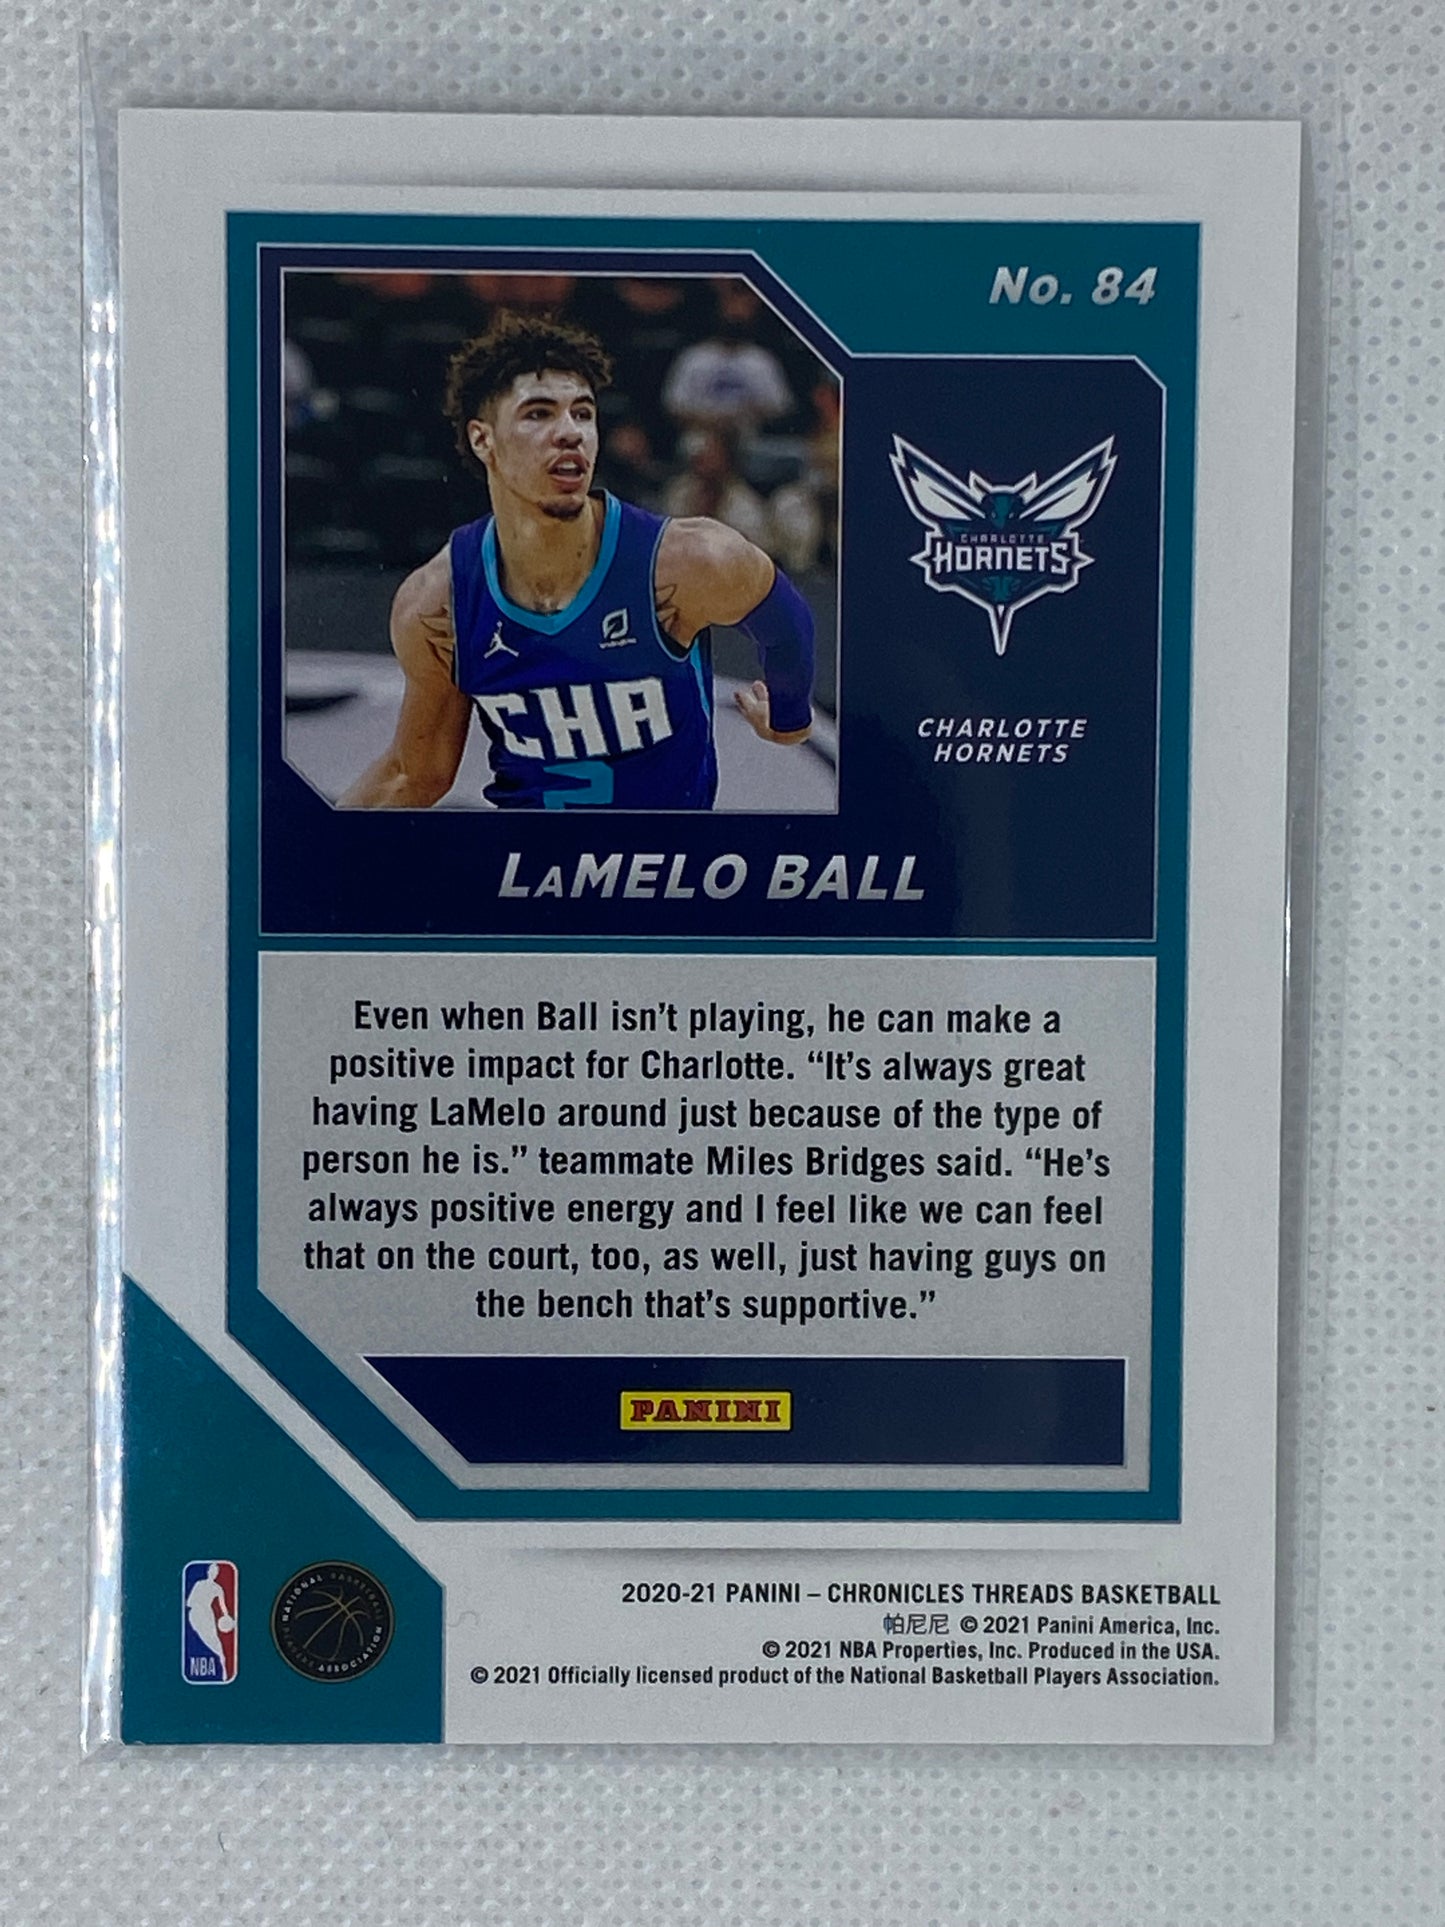 No. 84
CHARLOTTE
HORNETS
CHARLOTTE
HORNETS
CHA
2
LAMELO BALL
Even when Ball isn't playing, he can make a
positive impact for Charlotte. “It's always great
having LaMelo around just because of the type of
person he is.” teammate Miles Bridges said. “He's
always positive energy and I feel like we can feel
that on the court, too, as well, just having guys on
the bench that's supportive.”
PANINI
NBA
NATIONAL BASKETBALL
PLAYERS ASSOCIATION
2020-21 PANINI – CHRONICLES THREADS BASKETBALL
帕尼尼 © 2021 Panini America, Inc.
© 2021 NBA Properties, Inc. Produced in the USA.
© 2021 Officially licensed product of the National Basketball Players Association.